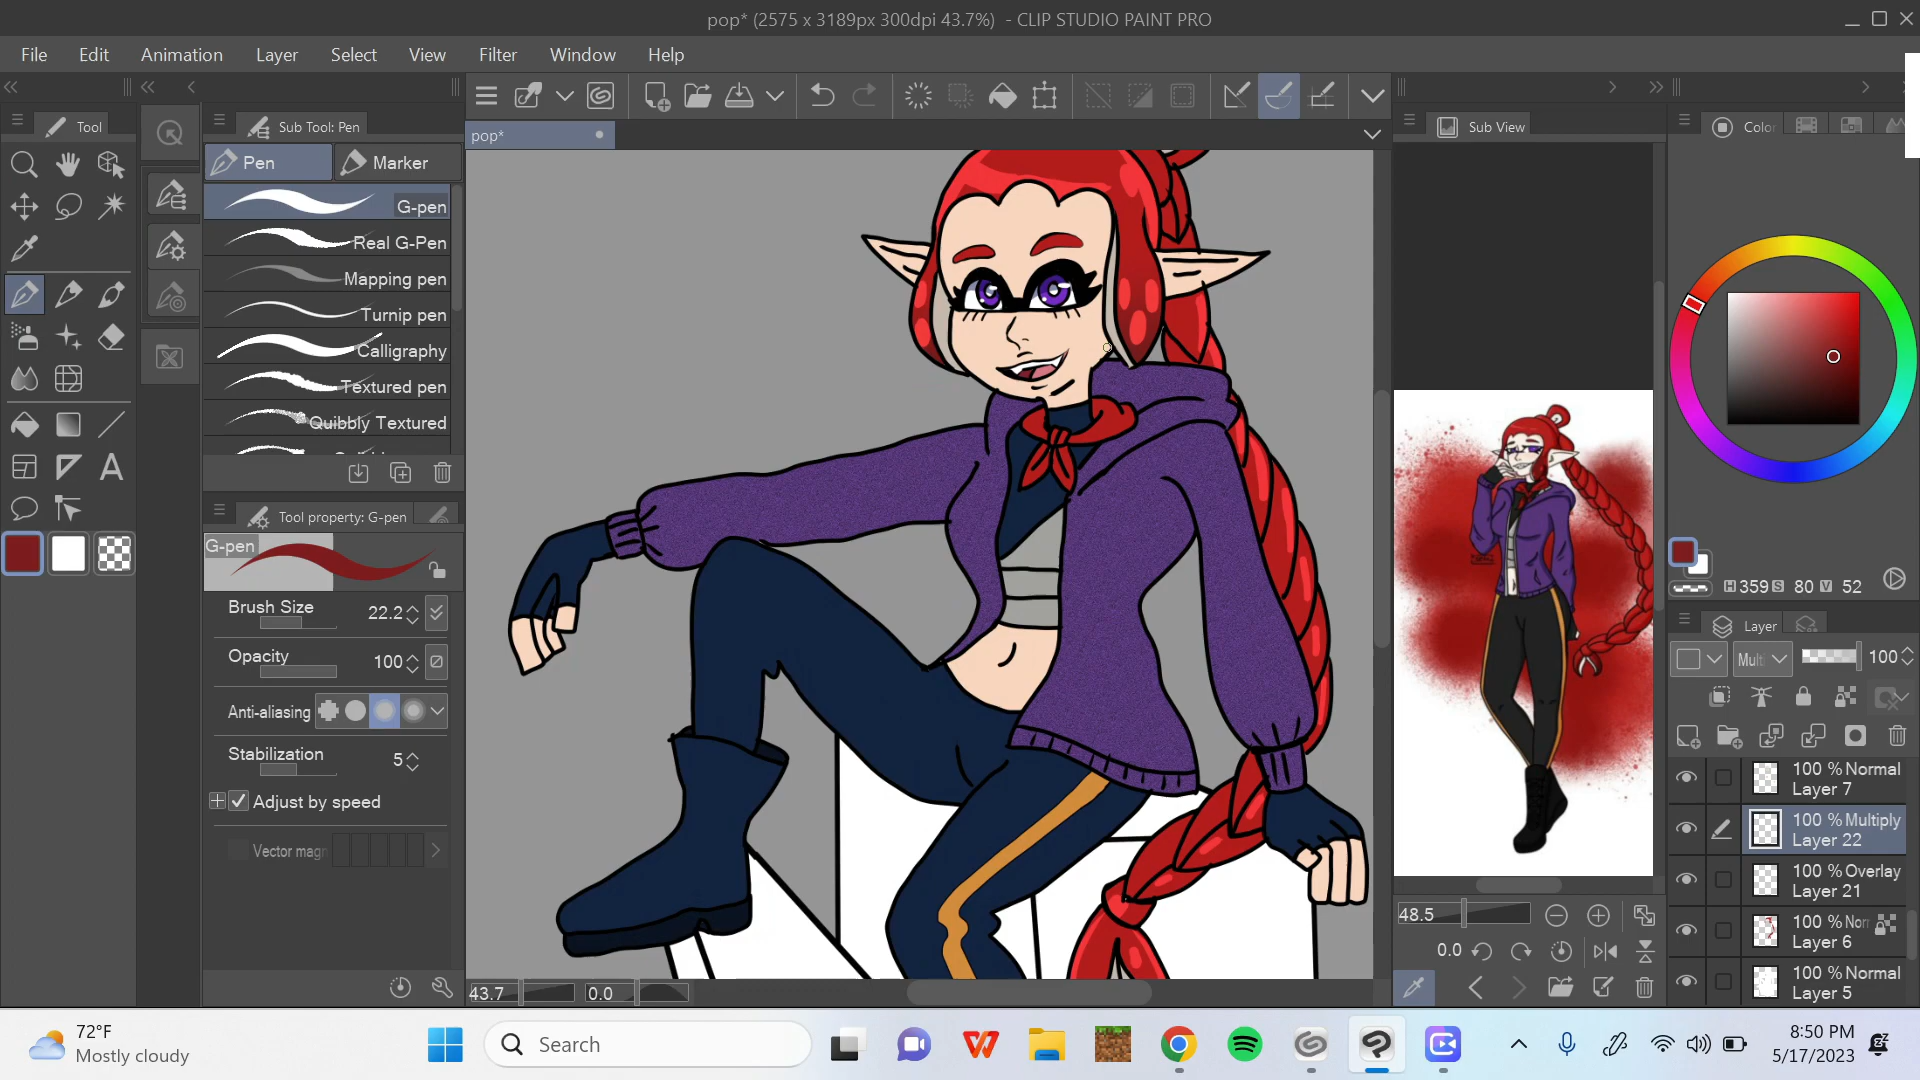 pop* (2575 x 3189px 300dpi 43.7%) - CLIP STUDIO PAINT PRO
File Edit Animation Layer Select View Filter Window Help
Tool
Sub Tool: Pen
pop*
Sub View
Color
Pen
Marker
G-pen
Real G-Pen
Mapping pen
Turnip pen
Calligraphy
Textured pen
Quibbly Textured
Tool property: G-pen
G-pen
Brush Size 22.2
Opacity 100
Anti-aliasing
Stabilization 5
Adjust by speed
Vector magn
43.7 0.0
48.5
0.0
H 359 S 80 V 52
Layer
Multi 100
100 % Normal
Layer 7
100 % Multiply
Layer 22
100 % Overlay
Layer 21
100 % Nor
Layer 6
100 % Normal
Layer 5
72°F
Mostly cloudy
Search
8:50 PM
5/17/2023